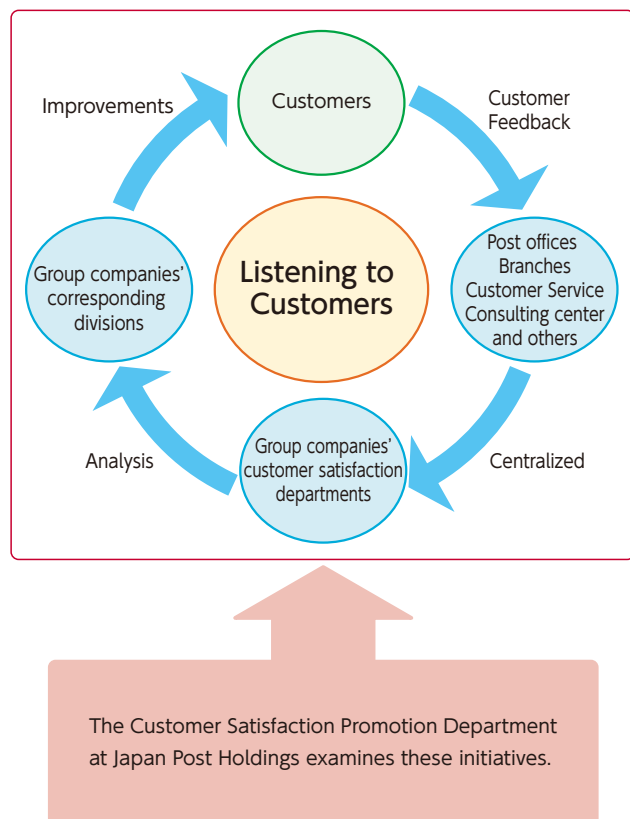 Customers
Customer
Feedback
Post offices
Branches
Customer Service
Consulting center
and others
Centralized
Group companies’
customer satisfaction
departments
Analysis
Group companies’
corresponding
divisions
Improvements
Listening to
Customers
The Customer Satisfaction Promotion Department
at Japan Post Holdings examines these initiatives.